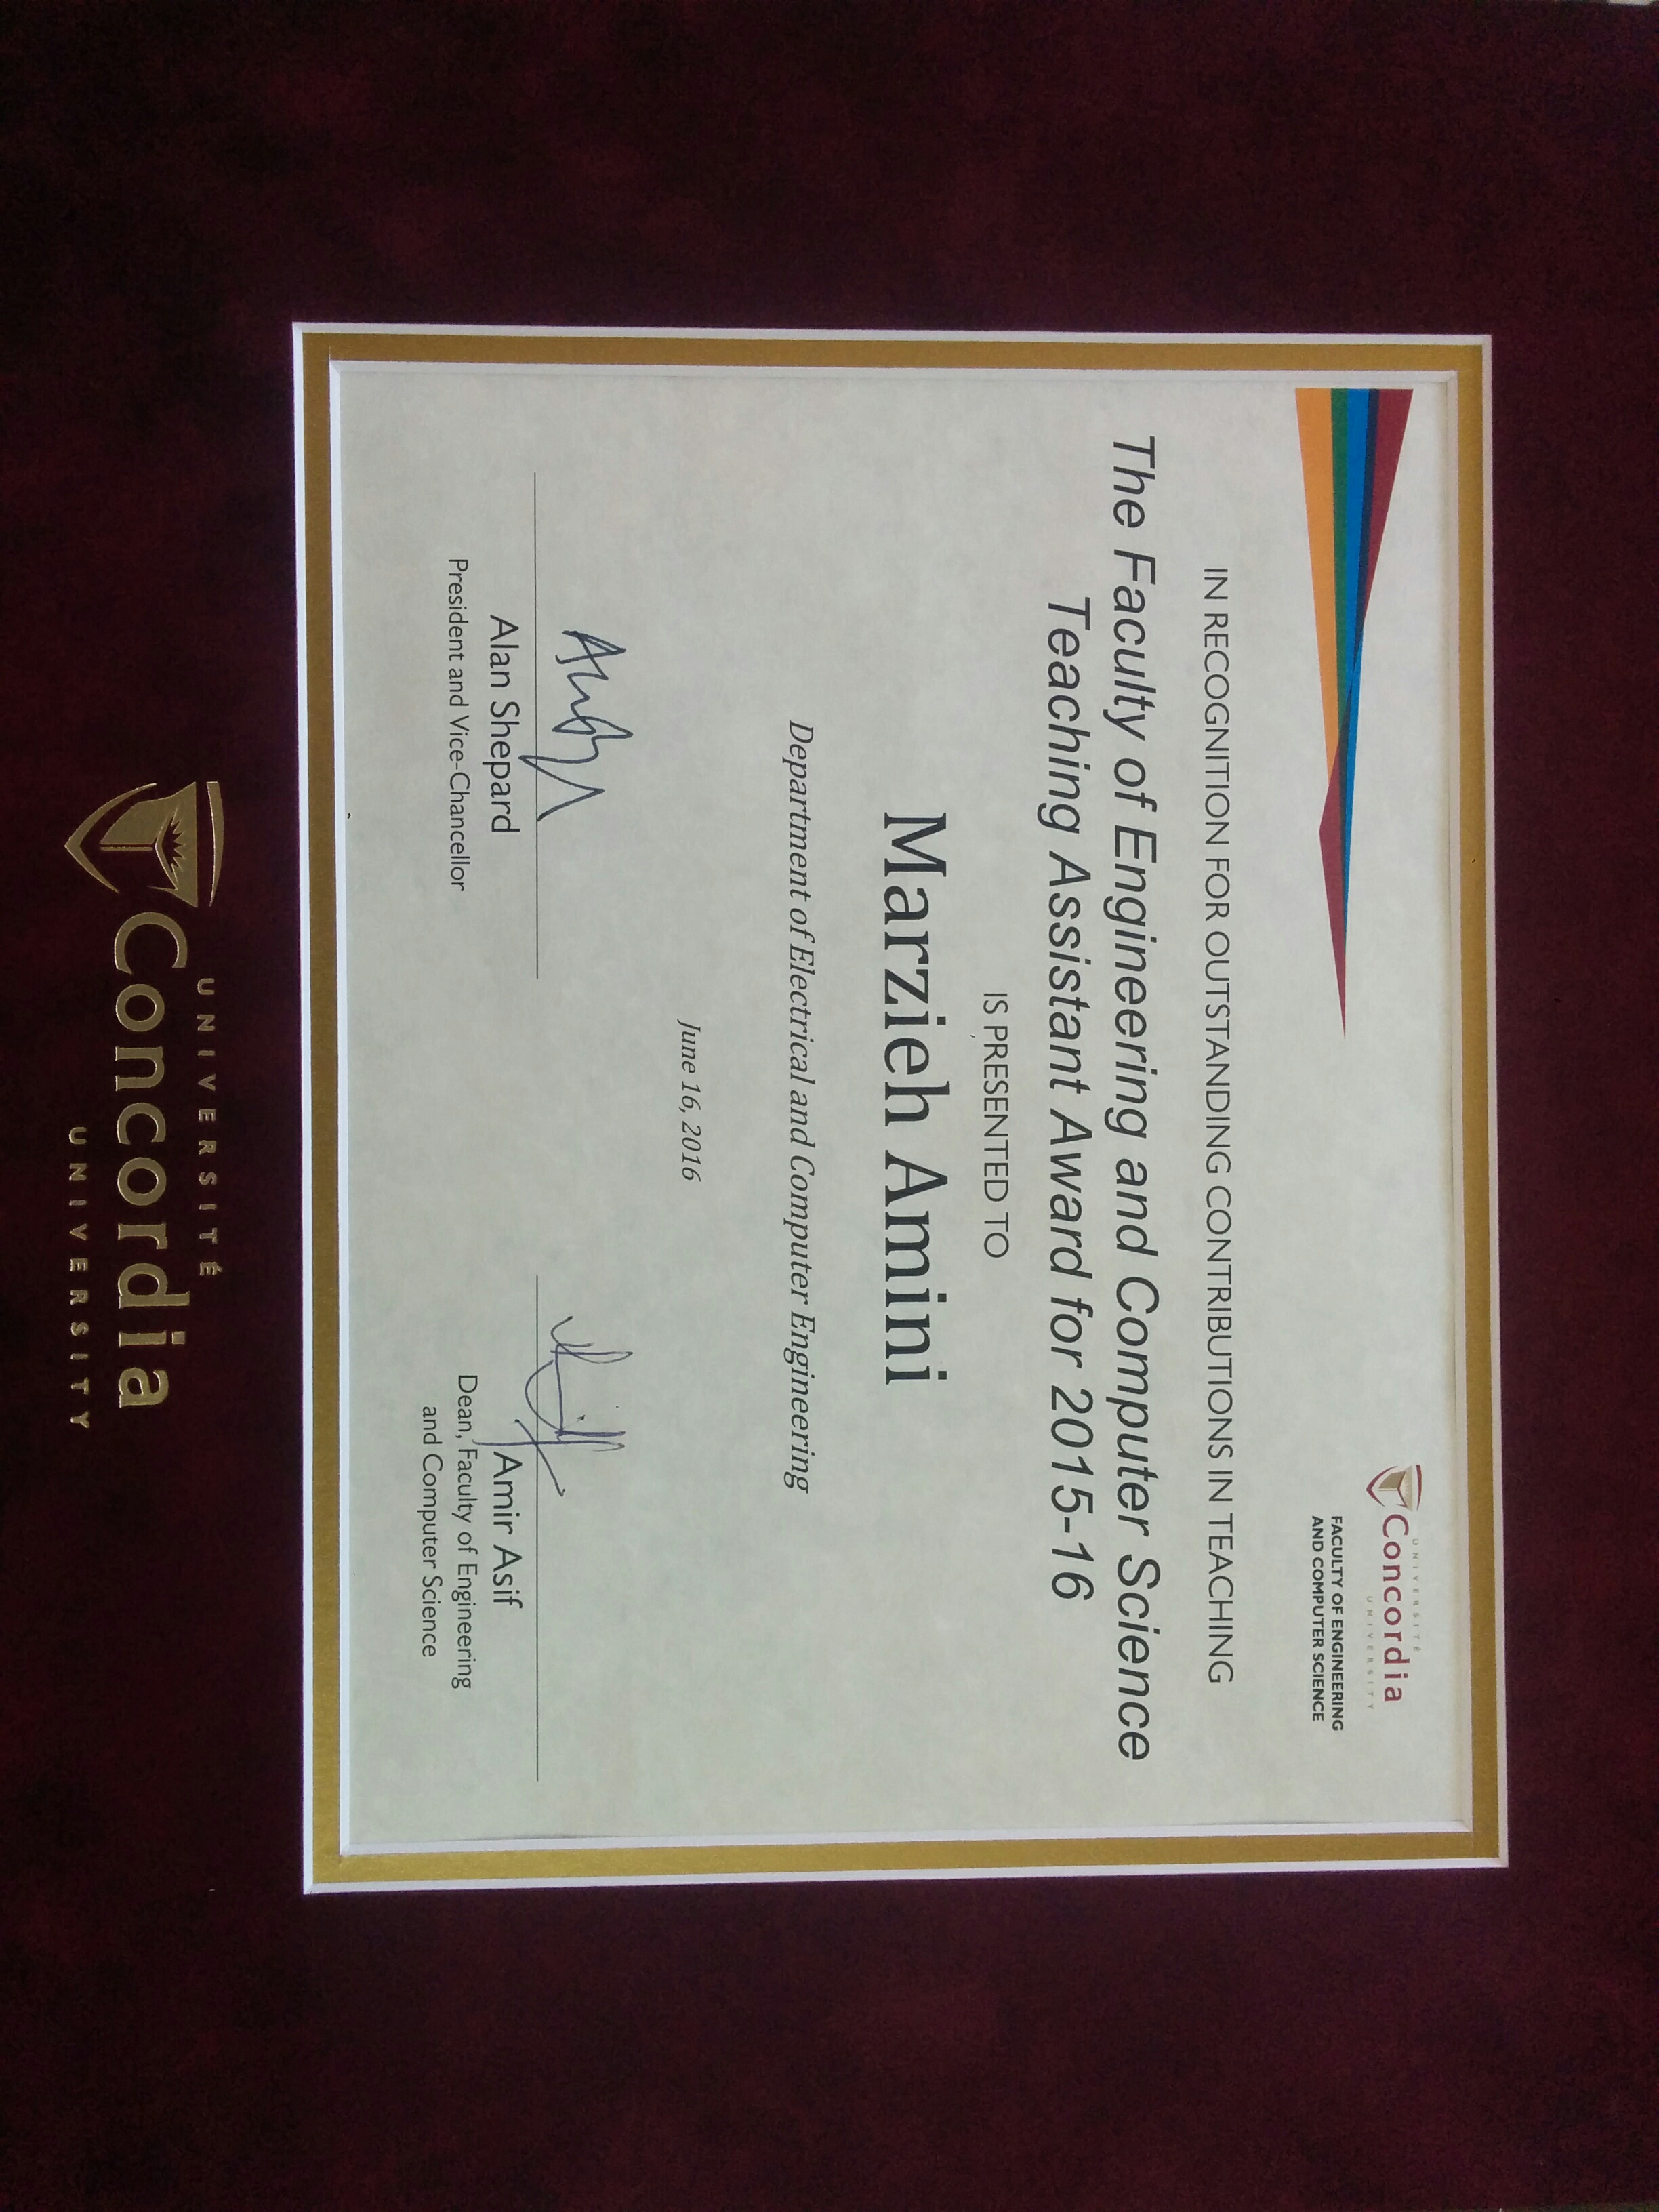 UNIVERSITÉ
Concordia
UNIVERSITY
FACULTY OF ENGINEERING
AND COMPUTER SCIENCE
IN RECOGNITION FOR OUTSTANDING CONTRIBUTIONS IN TEACHING
The Faculty of Engineering and Computer Science
Teaching Assistant Award for 2015-16
IS PRESENTED TO
Marzieh Amini
Department of Electrical and Computer Engineering
June 16, 2016
Alan Shepard
President and Vice-Chancellor
Amir Asif
Dean, Faculty of Engineering
and Computer Science
UNIVERSITÉ
Concordia
UNIVERSITY